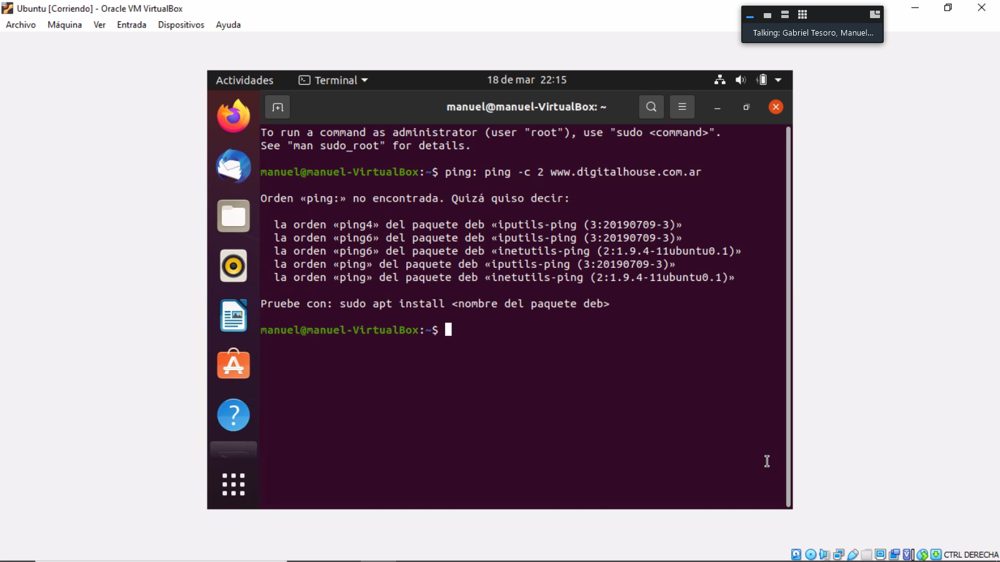 Ubuntu [Corriendo] - Oracle VM VirtualBox
Archivo Máquina Ver Entrada Dispositivos Ayuda
Talking: Gabriel Tesoro, Manuel...
Actividades Terminal 18 de mar 22:15
manuel@manuel-VirtualBox: ~
To run a command as administrator (user "root"), use "sudo <command>".
See "man sudo_root" for details.
manuel@manuel-VirtualBox:~$ ping: ping -c 2 www.digitalhouse.com.ar
Orden «ping:» no encontrada. Quizá quiso decir:
la orden «ping4» del paquete deb «iputils-ping (3:20190709-3)»
la orden «ping6» del paquete deb «iputils-ping (3:20190709-3)»
la orden «ping6» del paquete deb «inetutils-ping (2:1.9.4-11ubuntu0.1)»
la orden «ping» del paquete deb «iputils-ping (3:20190709-3)»
la orden «ping» del paquete deb «inetutils-ping (2:1.9.4-11ubuntu0.1)»
Pruebe con: sudo apt install <nombre del paquete deb>
manuel@manuel-VirtualBox:~$
CTRL DERECHA